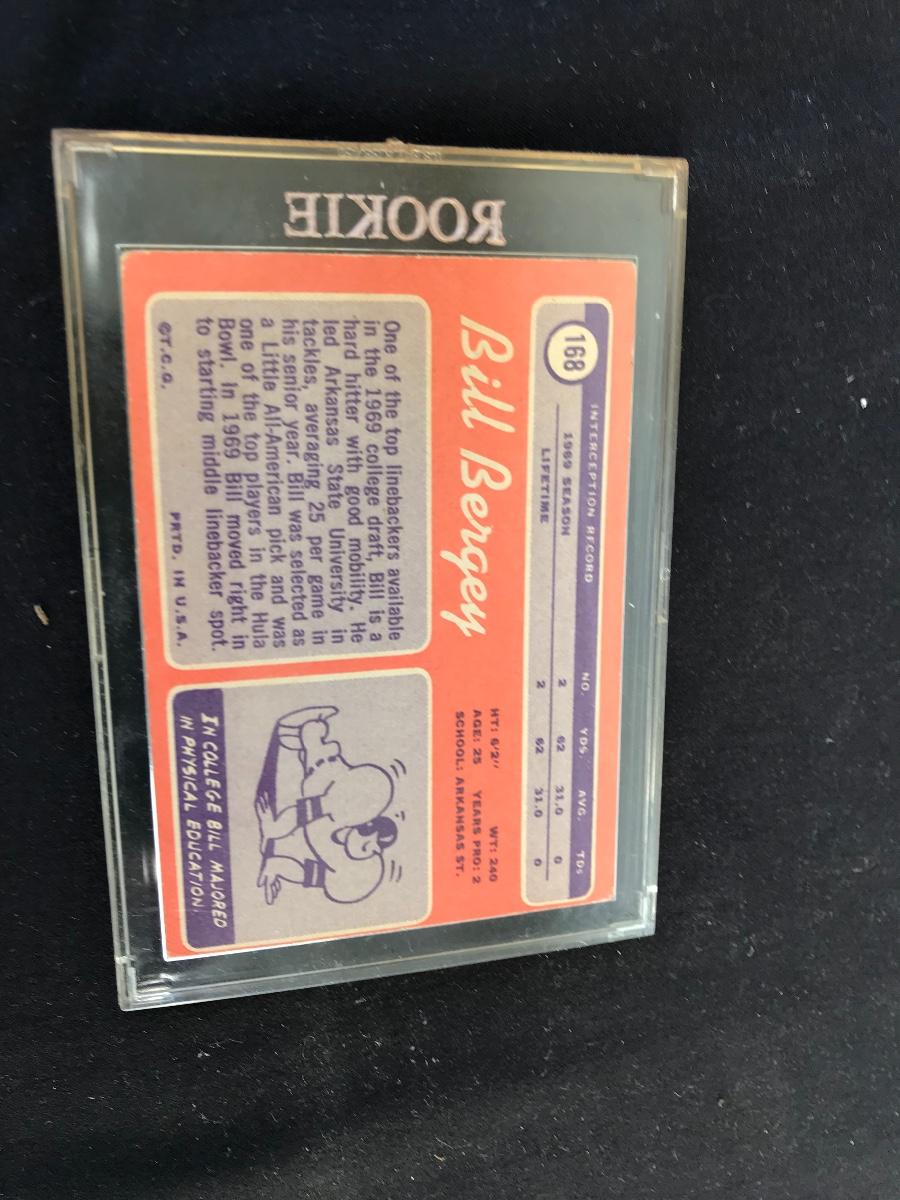 ROOKIE
168
INTERCEPTION RECORD NO. YDS. AVG. TDs
1969 SEASON 2 62 31.0 0
LIFETIME 2 62 31.0 0
Bill Bergey
HT: 6'2" WT: 240
AGE: 25 YEARS PRO: 2
SCHOOL: ARKANSAS ST.
One of the top linebackers available
in the 1969 college draft, Bill is a
hard hitter with good mobility. He
led Arkansas State University in
tackles, averaging 25 per game in
his senior year. Bill was selected as
a Little All-American pick and was
one of the top players in the Hula
Bowl. In 1969 Bill moved right in
to starting middle linebacker spot.
©T.C.G. PRTD. IN U.S.A.
IN COLLEGE BILL MAJORED
IN PHYSICAL EDUCATION.